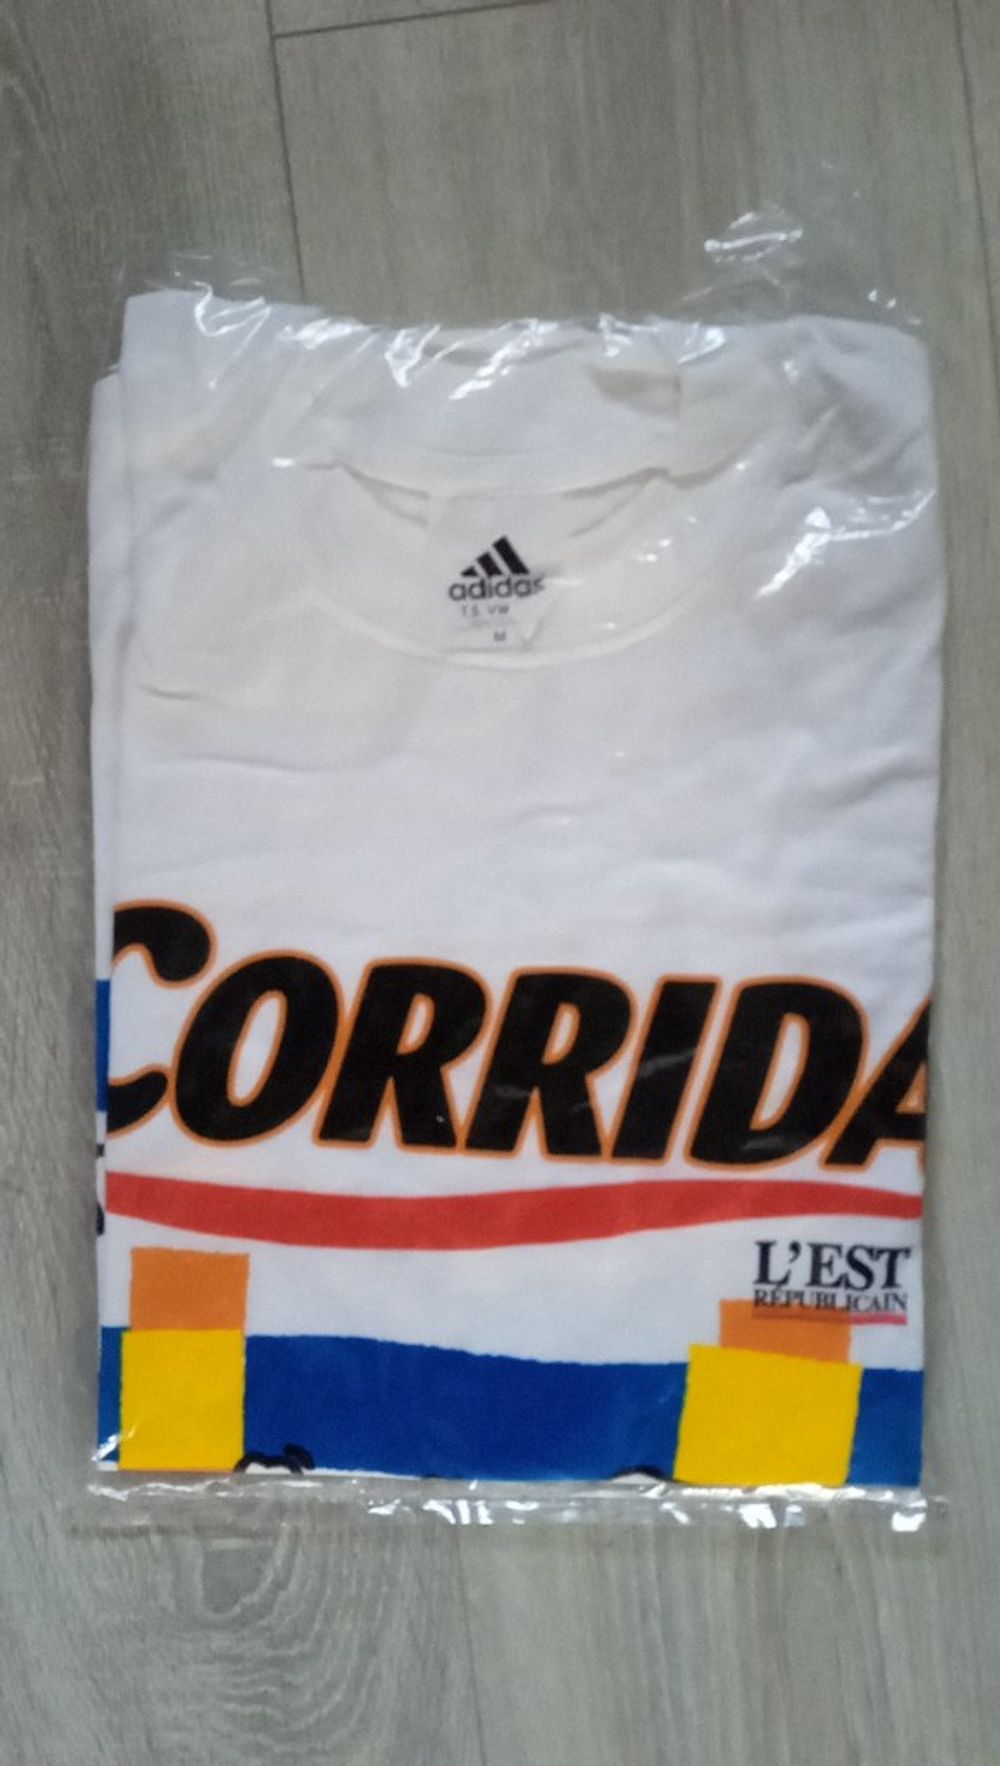 adidas
M
CORRIDA
L'EST
RÉPUBLICAIN